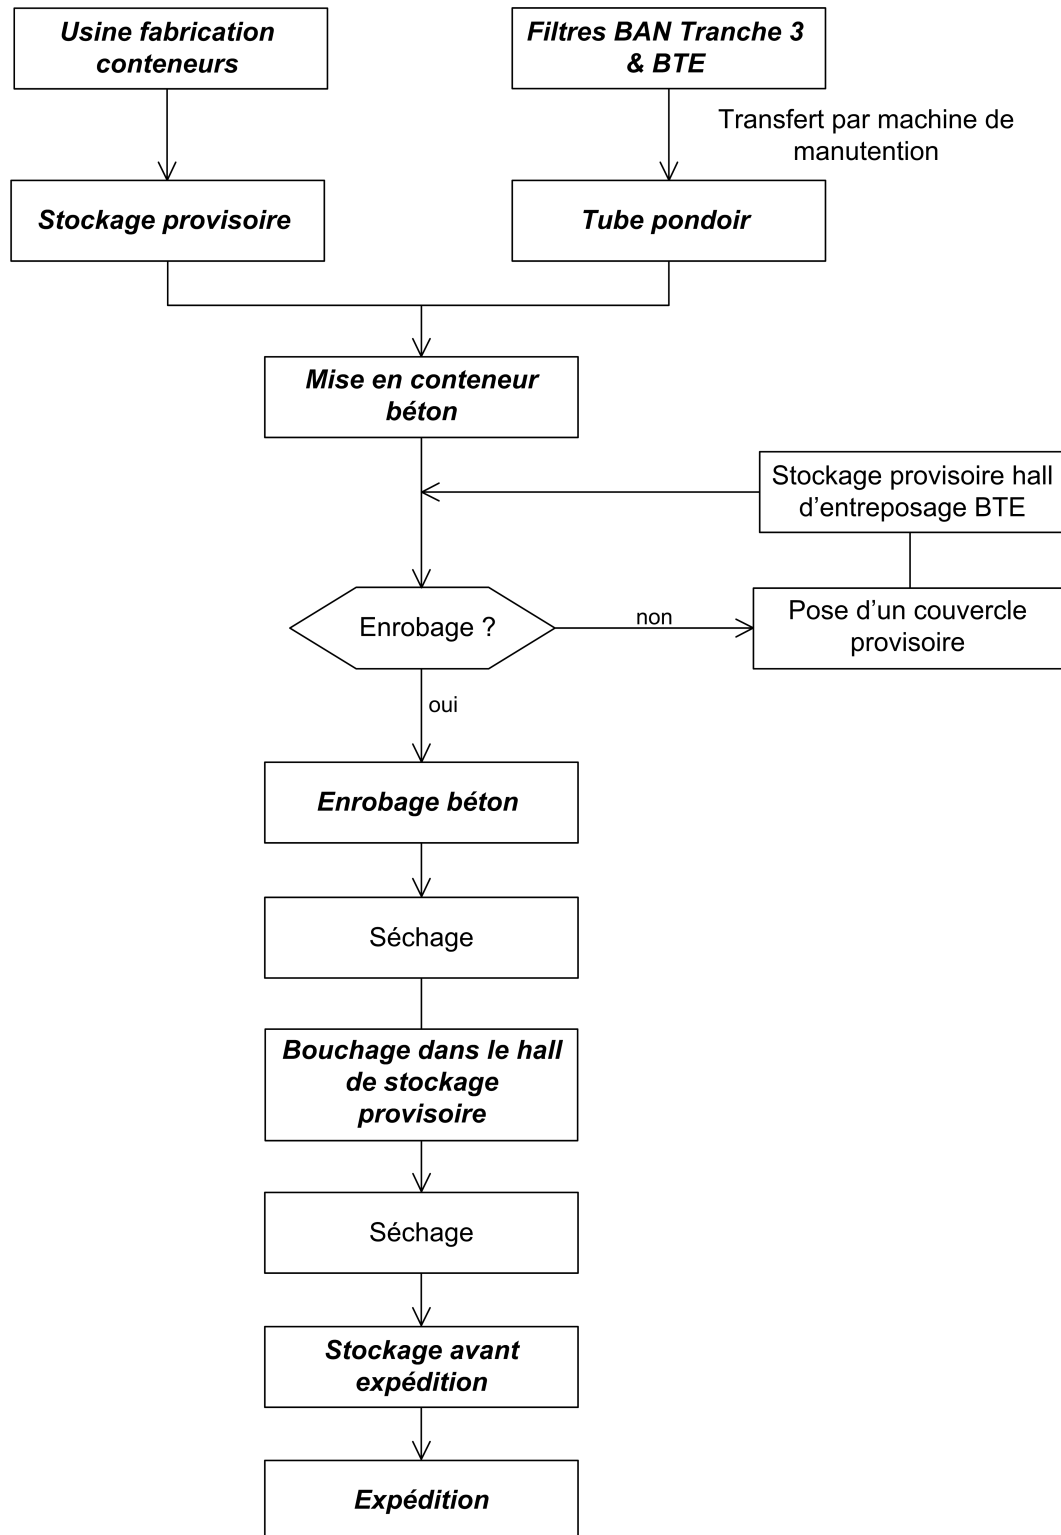 Usine fabrication
conteneurs
Filtres BAN Tranche 3
& BTE
Transfert par machine de
manutention
Stockage provisoire
Tube pondoir
Mise en conteneur
béton
Stockage provisoire hall
d’entreposage BTE
Enrobage ?
non
Pose d’un couvercle
provisoire
oui
Enrobage béton
Séchage
Bouchage dans le hall
de stockage
provisoire
Séchage
Stockage avant
expédition
Expédition